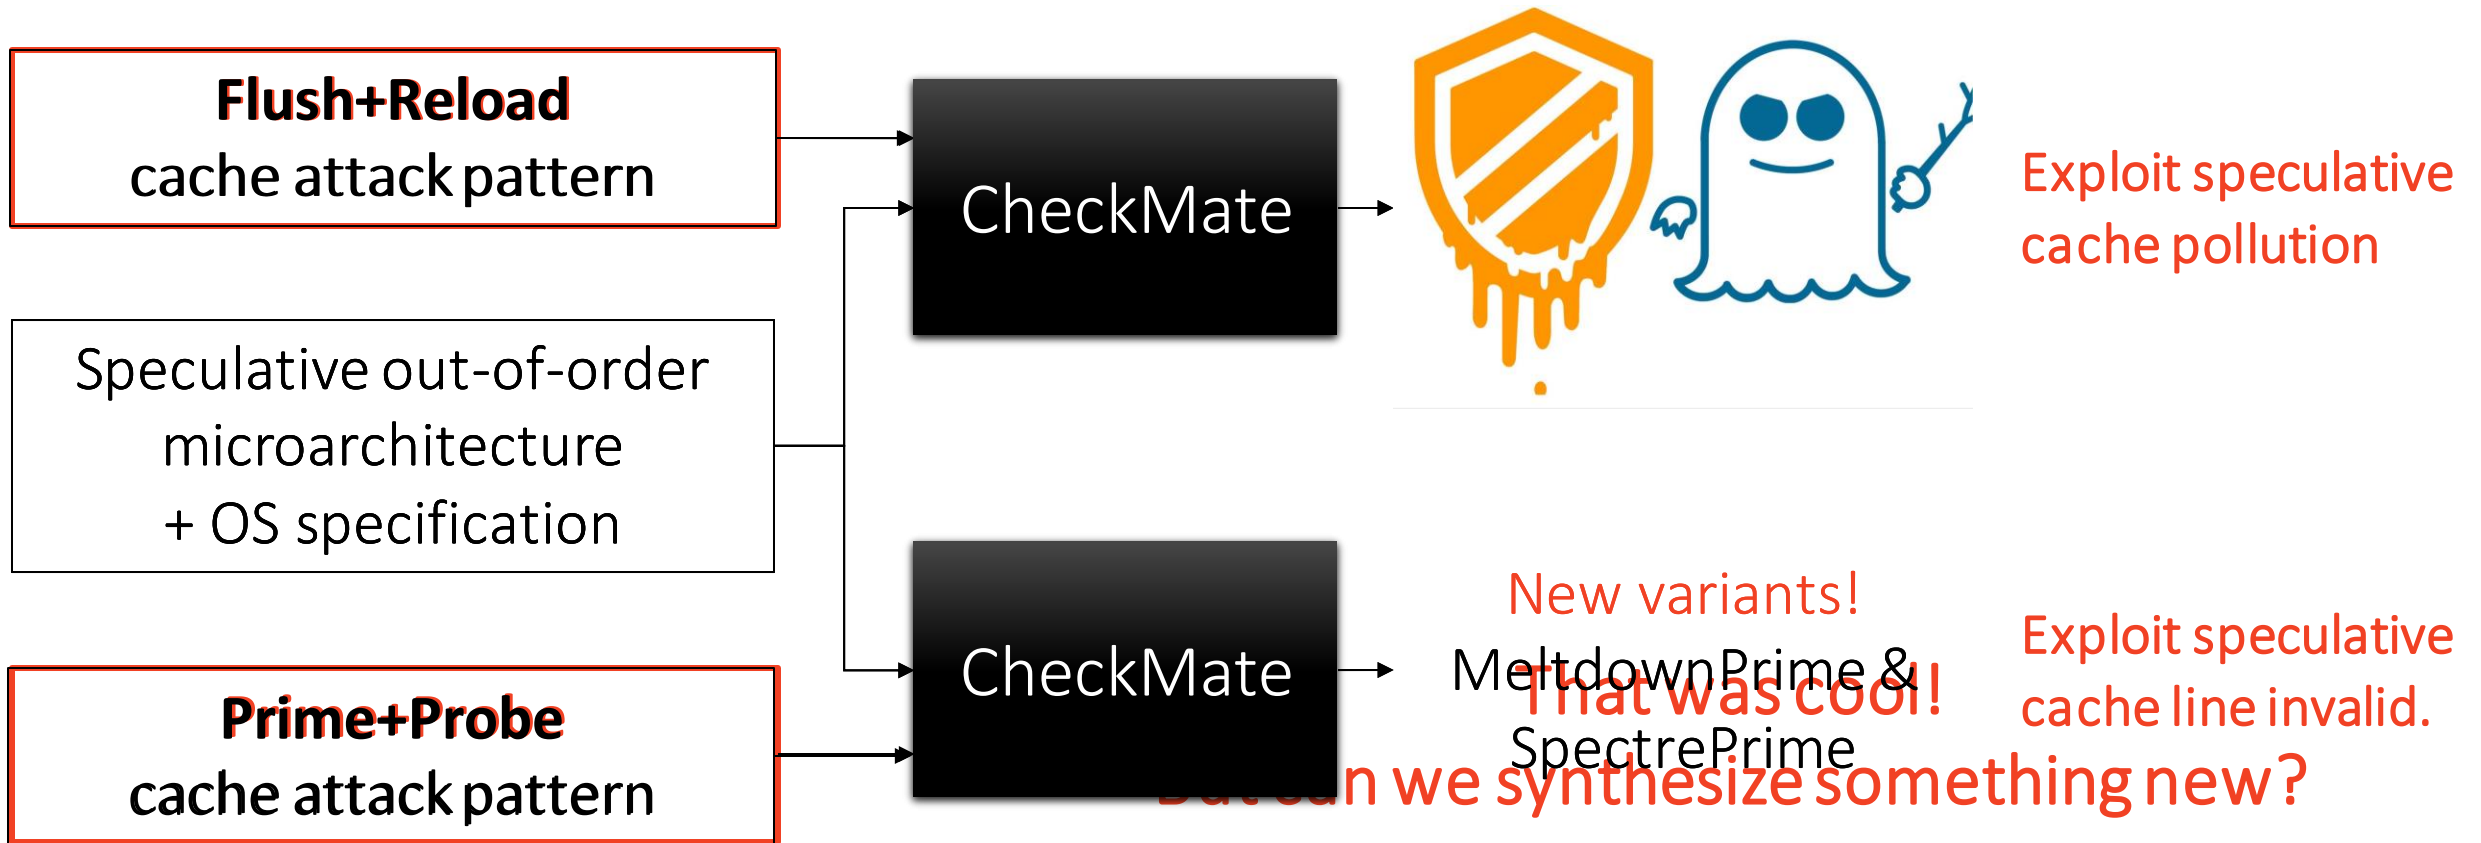 Flush+Reload
cache attack pattern
Speculative out-of-order
microarchitecture
+ OS specification
Prime+Probe
cache attack pattern
CheckMate
CheckMate
Exploit speculative
cache pollution
New variants!
MeltdownPrime &
SpectrePrime
That was cool!
But can we synthesize something new?
Exploit speculative
cache line invalid.